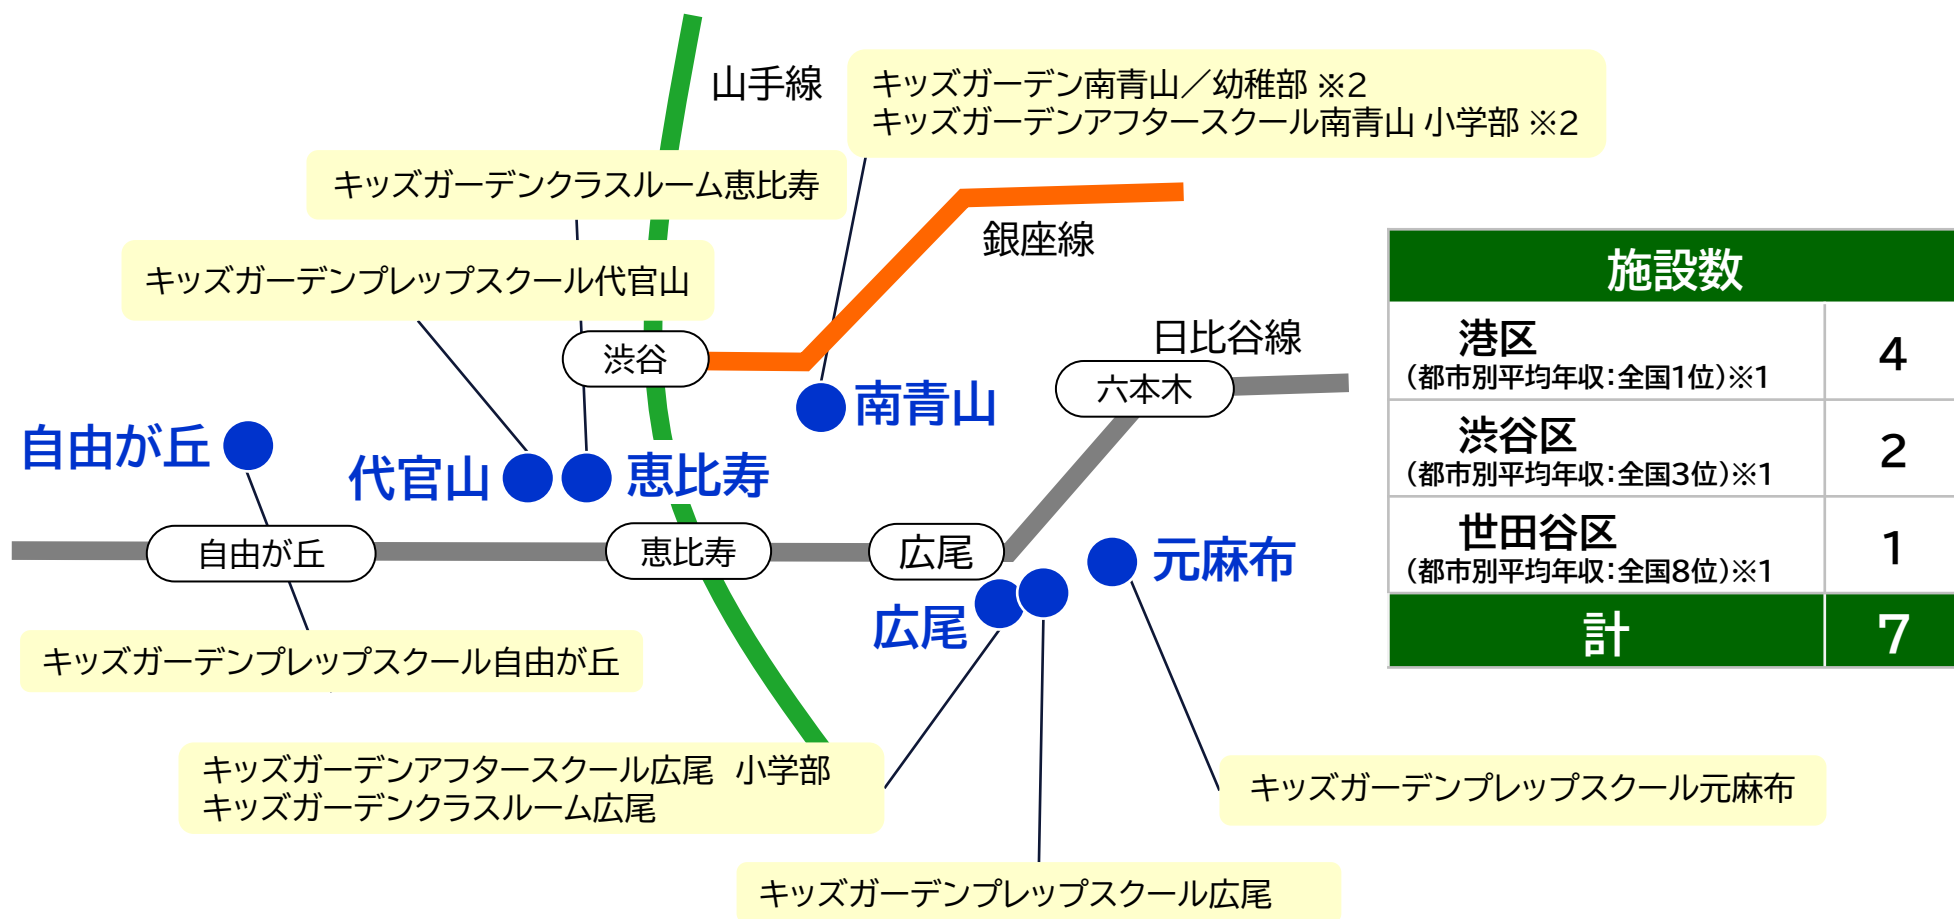 山手線
キッズガーデン南青山／幼稚部 ※2
キッズガーデンアフタースクール南青山 小学部 ※2
キッズガーデンクラスルーム恵比寿
銀座線
キッズガーデンプレップスクール代官山
渋谷
日比谷線
六本木
南青山
自由が丘
代官山
恵比寿
自由が丘
恵比寿
広尾
元麻布
広尾
キッズガーデンプレップスクール自由が丘
キッズガーデンアフタースクール広尾　小学部
キッズガーデンクラスルーム広尾
キッズガーデンプレップスクール元麻布
キッズガーデンプレップスクール広尾
施設数
港区
（都市別平均年収：全国1位）※1
4
渋谷区
（都市別平均年収：全国3位）※1
2
世田谷区
（都市別平均年収：全国8位）※1
1
計
7